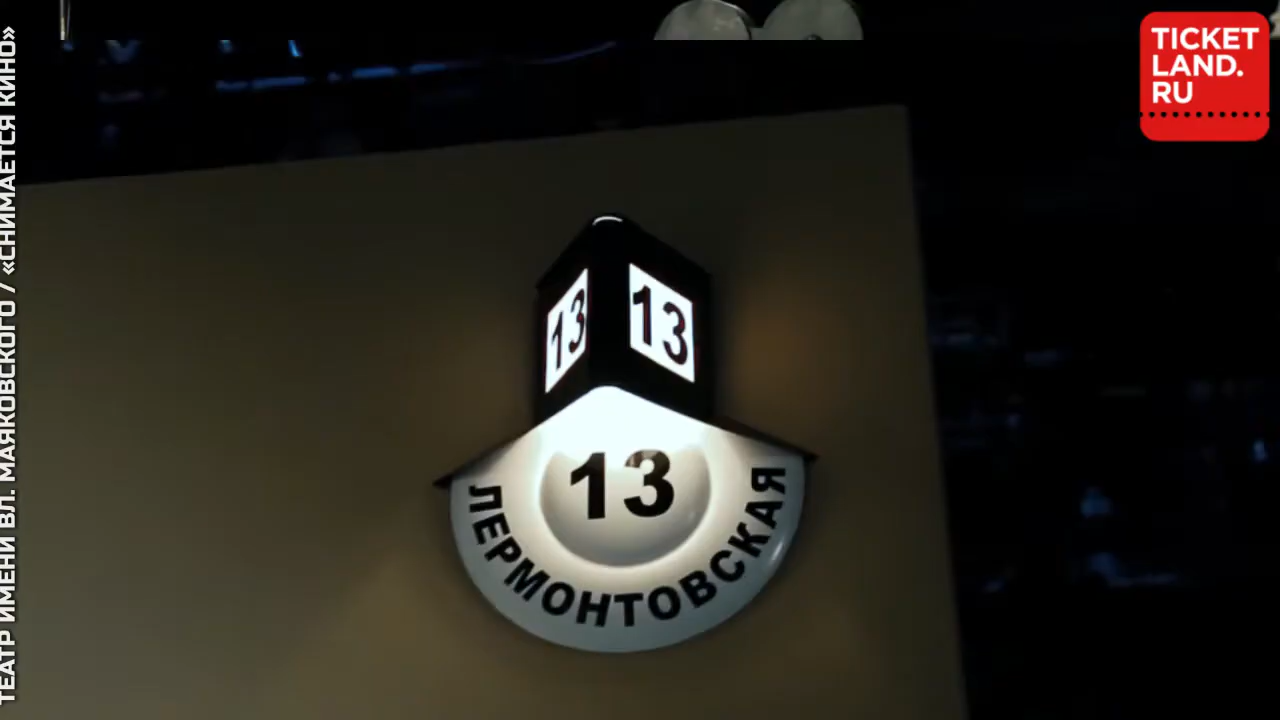 ТЕАТР ИМЕНИ ВЛ. МАЯКОВСКОГО / «СНИМАЕТСЯ КИНО»
TICKET
LAND.
RU
13
13
13
ЛЕРМОНТОВСКАЯ